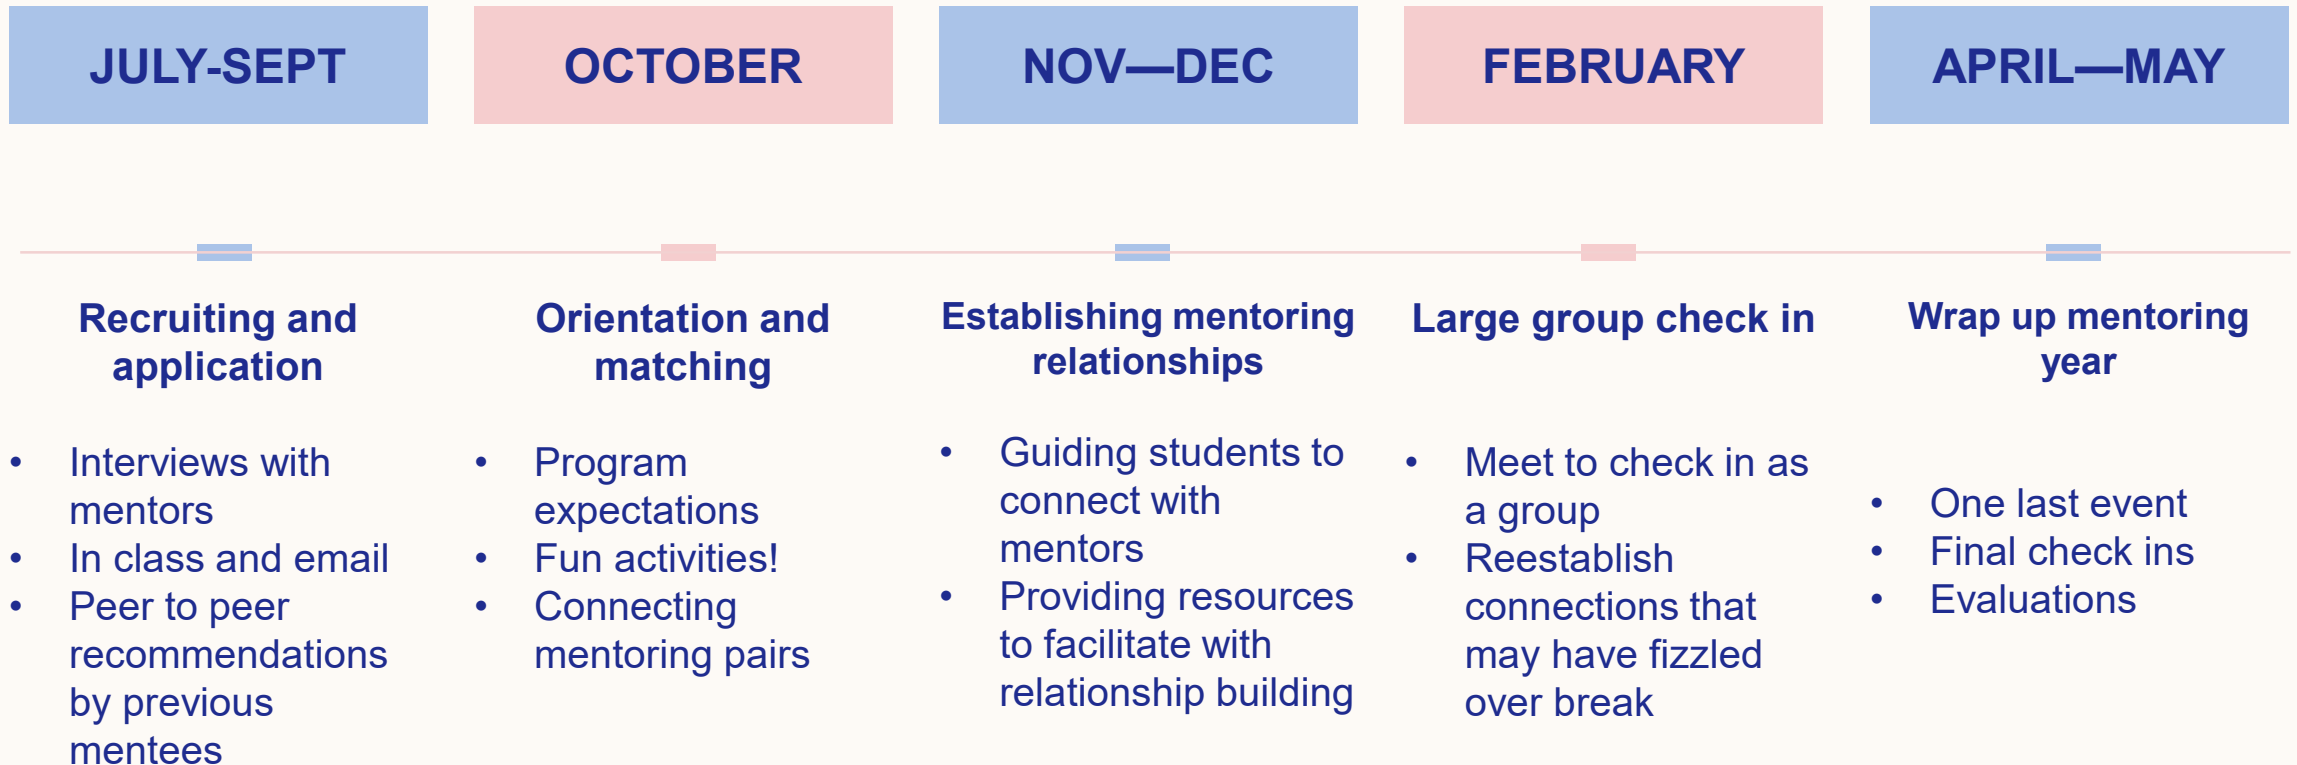 JULY-SEPT
OCTOBER
NOV—DEC
FEBRUARY
APRIL—MAY
Recruiting and
application
• Interviews with
mentors
• In class and email
• Peer to peer
recommendations
by previous
mentees
Orientation and
matching
• Program
expectations
• Fun activities!
• Connecting
mentoring pairs
Establishing mentoring
relationships
• Guiding students to
connect with
mentors
• Providing resources
to facilitate with
relationship building
Large group check in
• Meet to check in as
a group
• Reestablish
connections that
may have fizzled
over break
Wrap up mentoring
year
• One last event
• Final check ins
• Evaluations